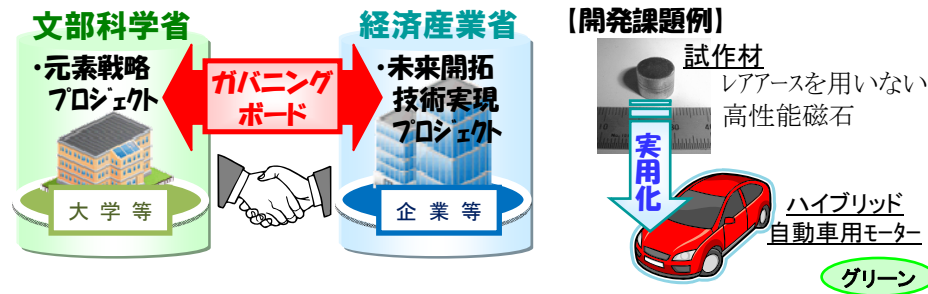 文部科学省
・元素戦略
プロジェクト
大学等
ガバニング
ボード
経済産業省
・未来開拓
技術実現
プロジェクト
企業等
【開発課題例】
試作材
レアアースを用いない
高性能磁石
実用化
ハイブリッド
自動車用モーター
グリーン